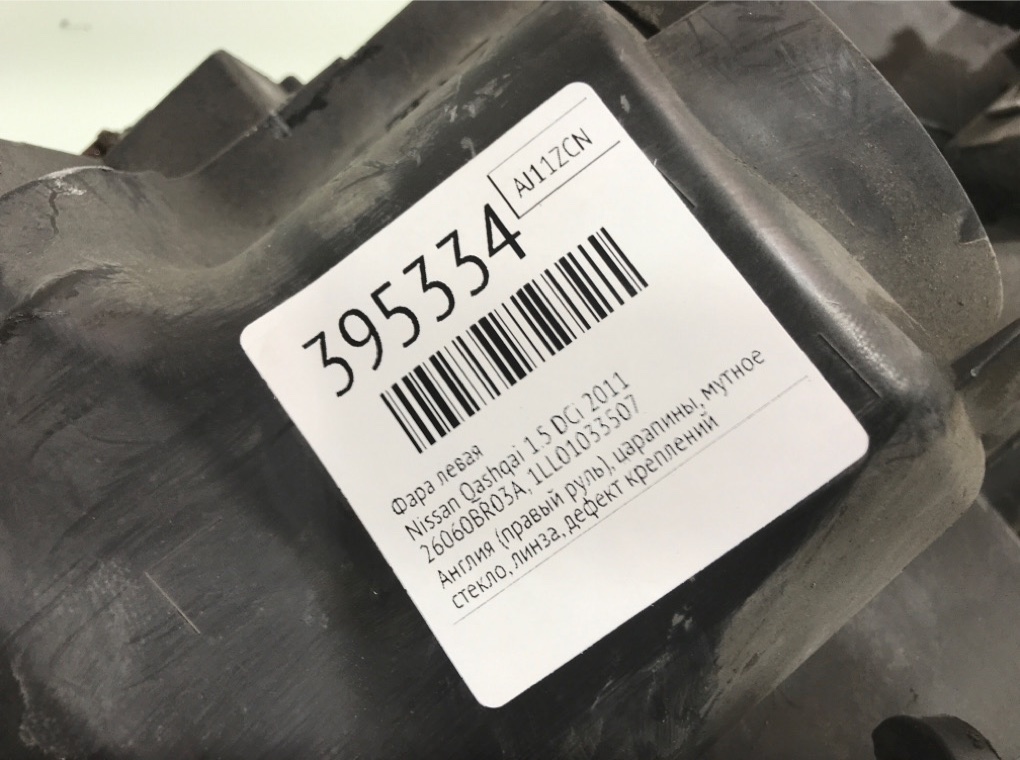 AJ11ZCN
395334
Фара левая
Nissan Qashqai 1.5 DCi 2011
26060BR03A, 1LL01033507
Англия (правый руль), царапины, мутное
стекло, линза, дефект креплений